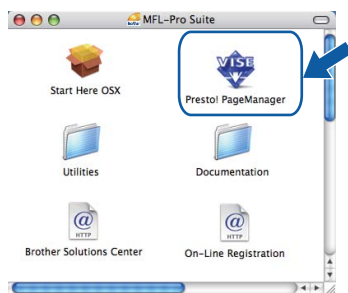 MFL-Pro Suite
VISE
Start Here OSX
Presto! PageManager
Utilities
Documentation
@
HTTP
@
HTTP
Brother Solutions Center
On-Line Registration